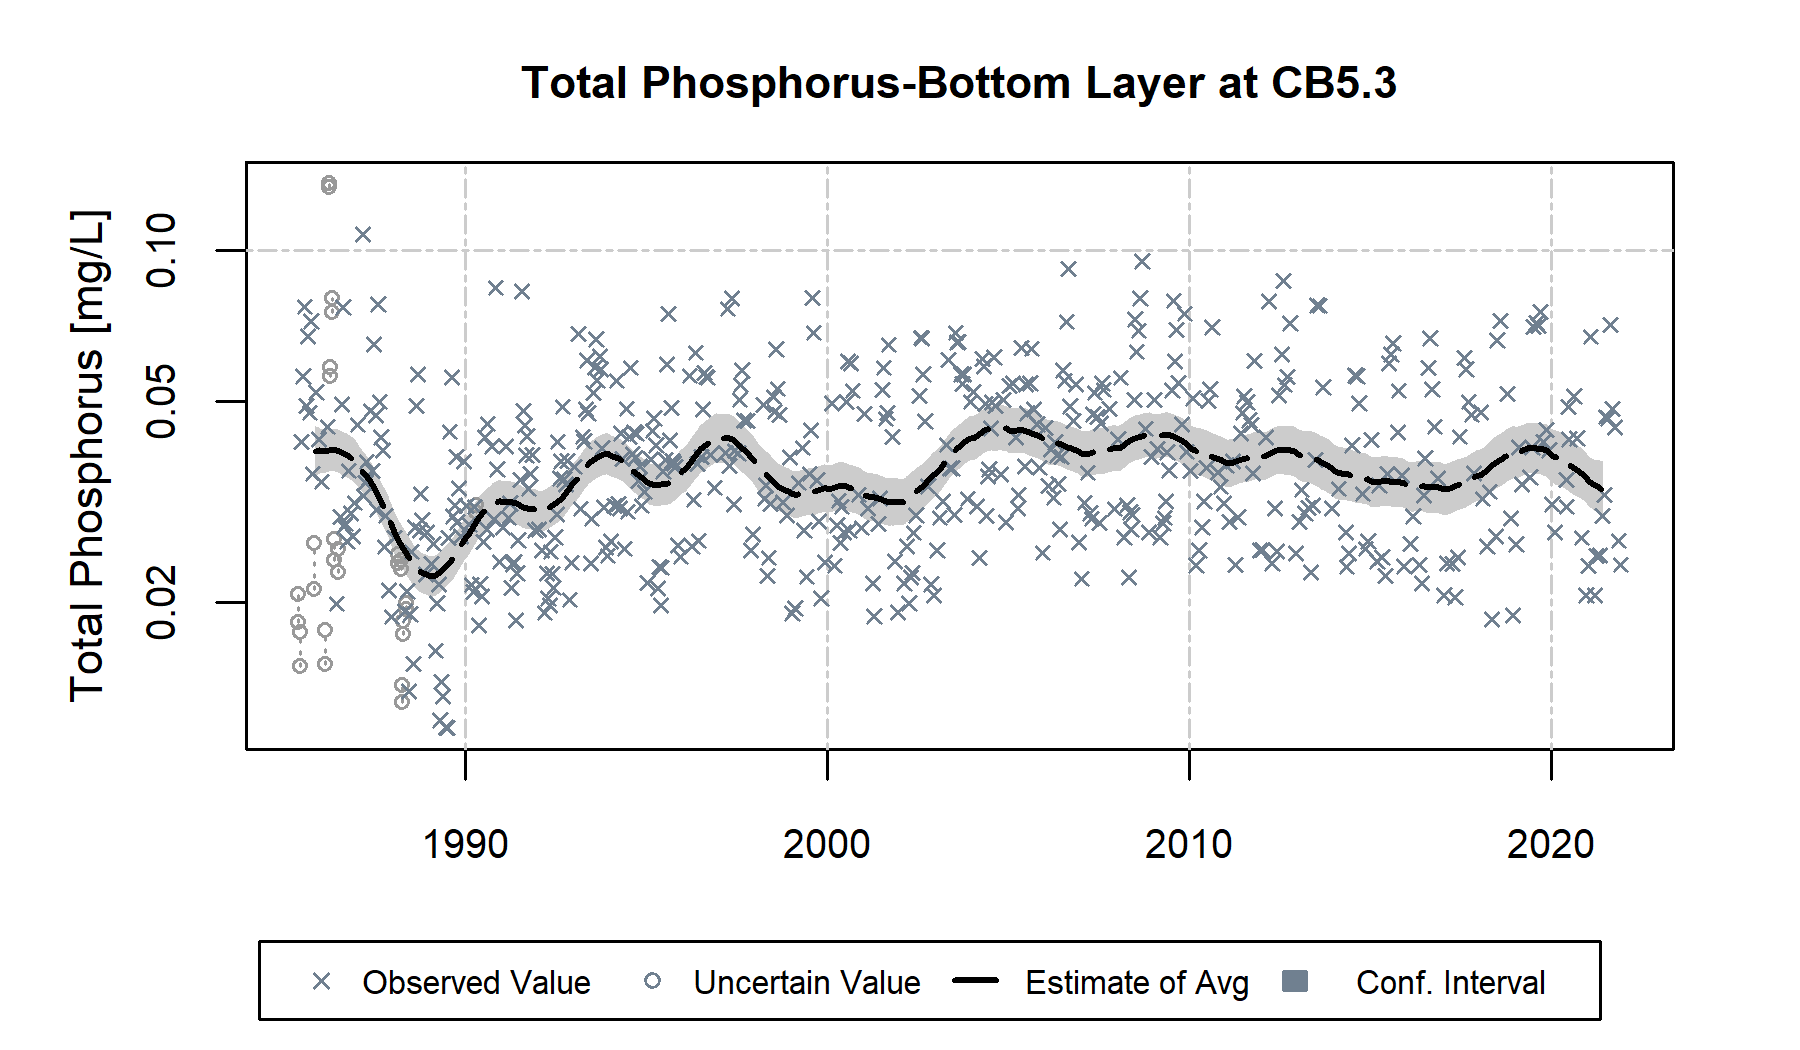 Total Phosphorus-Bottom Layer at CB5.3
Total Phosphorus [mg/L]
0.10
0.05
0.02
1990 2000 2010 2020
Observed Value Uncertain Value Estimate of Avg Conf. Interval